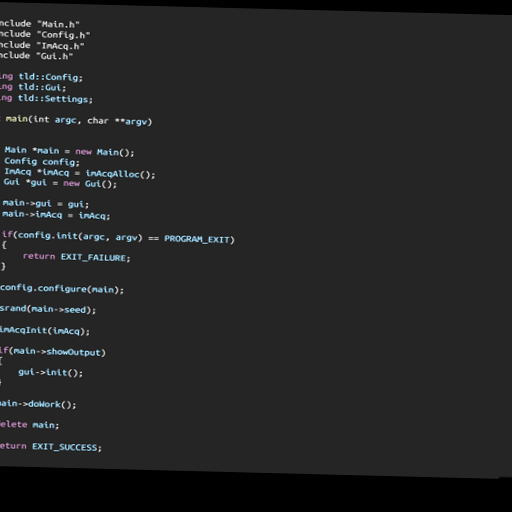 nclude "Main.h"
nclude "Config.h"
nclude "ImAcq.h"
nclude "Gui.h"
ng tld::Config;
ng tld::Gui;
ng tld::Settings;
main(int argc, char **argv)
Main *main = new Main();
Config config;
ImAcq *imAcq = imAcqAlloc();
Gui *gui = new Gui();
main->gui = gui;
main->imAcq = imAcq;
if(config.init(argc, argv) == PROGRAM_EXIT)
{
return EXIT_FAILURE;
}
config.configure(main);
srand(main->seed);
imAcqInit(imAcq);
if(main->showOutput)
{
gui->init();
}
main->doWork();
delete main;
return EXIT_SUCCESS;